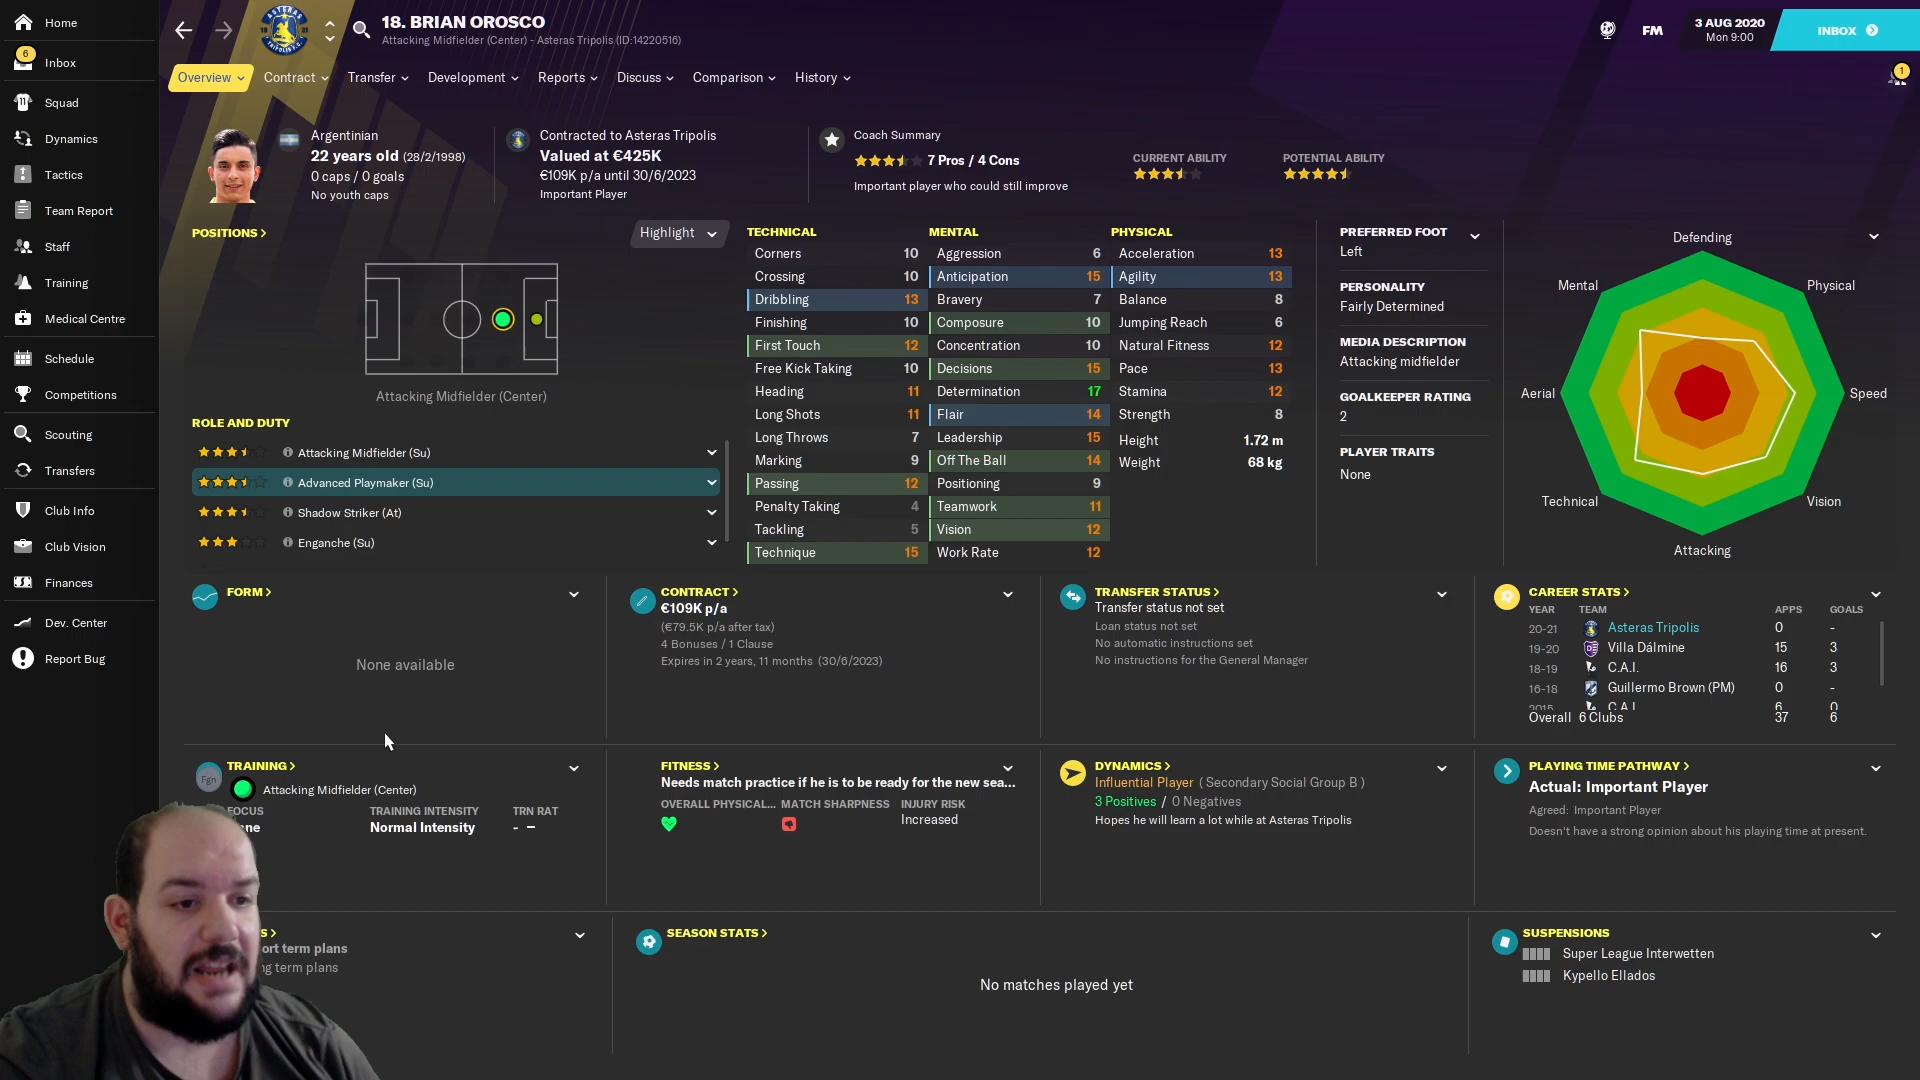 18. BRIAN OROSCO
Attacking Midfielder (Center) - Asteras Tripolis (ID:14220516)
FM
3 AUG 2020
Mon 9:00
INBOX
Home
6
Inbox
Squad
Dynamics
Tactics
Team Report
Staff
Training
Medical Centre
Schedule
Competitions
Scouting
Transfers
Club Info
Club Vision
Finances
Dev. Center
Report Bug
Overview
Contract
Transfer
Development
Reports
Discuss
Comparison
History
1
Argentinian
22 years old (28/2/1998)
0 caps / 0 goals
No youth caps
Contracted to Asteras Tripolis
Valued at €425K
€109K p/a until 30/6/2023
Important Player
Coach Summary
7 Pros / 4 Cons
Important player who could still improve
CURRENT ABILITY
POTENTIAL ABILITY
POSITIONS >
Highlight
Attacking Midfielder (Center)
ROLE AND DUTY
Attacking Midfielder (Su)
Advanced Playmaker (Su)
Shadow Striker (At)
Enganche (Su)
TECHNICAL
Corners 10
Crossing 10
Dribbling 13
Finishing 10
First Touch 12
Free Kick Taking 10
Heading 11
Long Shots 11
Long Throws 7
Marking 9
Passing 12
Penalty Taking 4
Tackling 5
Technique 15
MENTAL
Aggression 6
Anticipation 15
Bravery 7
Composure 10
Concentration 10
Decisions 15
Determination 17
Flair 14
Leadership 15
Off The Ball 14
Positioning 9
Teamwork 11
Vision 12
Work Rate 12
PHYSICAL
Acceleration 13
Agility 13
Balance 8
Jumping Reach 6
Natural Fitness 12
Pace 13
Stamina 12
Strength 8
Height 1.72 m
Weight 68 kg
PREFERRED FOOT
Left
PERSONALITY
Fairly Determined
MEDIA DESCRIPTION
Attacking midfielder
GOALKEEPER RATING
2
PLAYER TRAITS
None
Defending
Mental
Physical
Aerial
Speed
Technical
Vision
Attacking
FORM >
None available
CONTRACT >
€109K p/a
(€79.5K p/a after tax)
4 Bonuses / 1 Clause
Expires in 2 years, 11 months (30/6/2023)
TRANSFER STATUS >
Transfer status not set
Loan status not set
No automatic instructions set
No instructions for the General Manager
CAREER STATS >
YEAR TEAM APPS GOALS
20-21 Asteras Tripolis 0 -
19-20 Villa Dálmine 15 3
18-19 C.A.I. 16 3
16-18 Guillermo Brown (PM) 0 -
2015 C.A.I. 6 0
Overall 6 Clubs 37 6
TRAINING >
Fgn
Attacking Midfielder (Center)
FOCUS
TRAINING INTENSITY
Normal Intensity
TRN RAT
- –
FITNESS >
Needs match practice if he is to be ready for the new sea...
OVERALL PHYSICAL... MATCH SHARPNESS INJURY RISK
Increased
DYNAMICS >
Influential Player ( Secondary Social Group B )
3 Positives / 0 Negatives
Hopes he will learn a lot while at Asteras Tripolis
PLAYING TIME PATHWAY >
Actual: Important Player
Agreed: Important Player
Doesn't have a strong opinion about his playing time at present.
S >
ort term plans
ng term plans
SEASON STATS >
No matches played yet
SUSPENSIONS
Super League Interwetten
Kypello Ellados